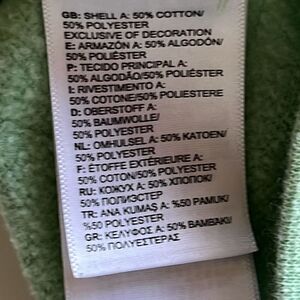 GB: SHELL A: 50% COTTON/
50% POLYESTER
EXCLUSIVE OF DECORATION
E: ARMAZÓN A: 50% ALGODÓN/
50% POLIÉSTER
P: TECIDO PRINCIPAL A:
50% ALGODÃO/50% POLIÉSTER
I: RIVESTIMENTO A:
50% COTONE/50% POLIESTERE
D: OBERSTOFF A:
50% BAUMWOLLE/
50% POLYESTER
NL: OMHULSEL A: 50% KATOEN/
50% POLYESTER
F: ÉTOFFE EXTÉRIEURE A:
50% COTON/50% POLYESTER
RU: КОЖУХ A: 50% ХЛОПОК/
50% ПОЛИЭСТЕР
TR: ANA KUMAS A: %50 PAMUK/
%50 POLYESTER
GR: ΚΕΛΥΦΟΣ A: 50% ΒΑΜΒΑΚΙ/
50% ΠΟΛΥΕΣΤΕΡΑΣ